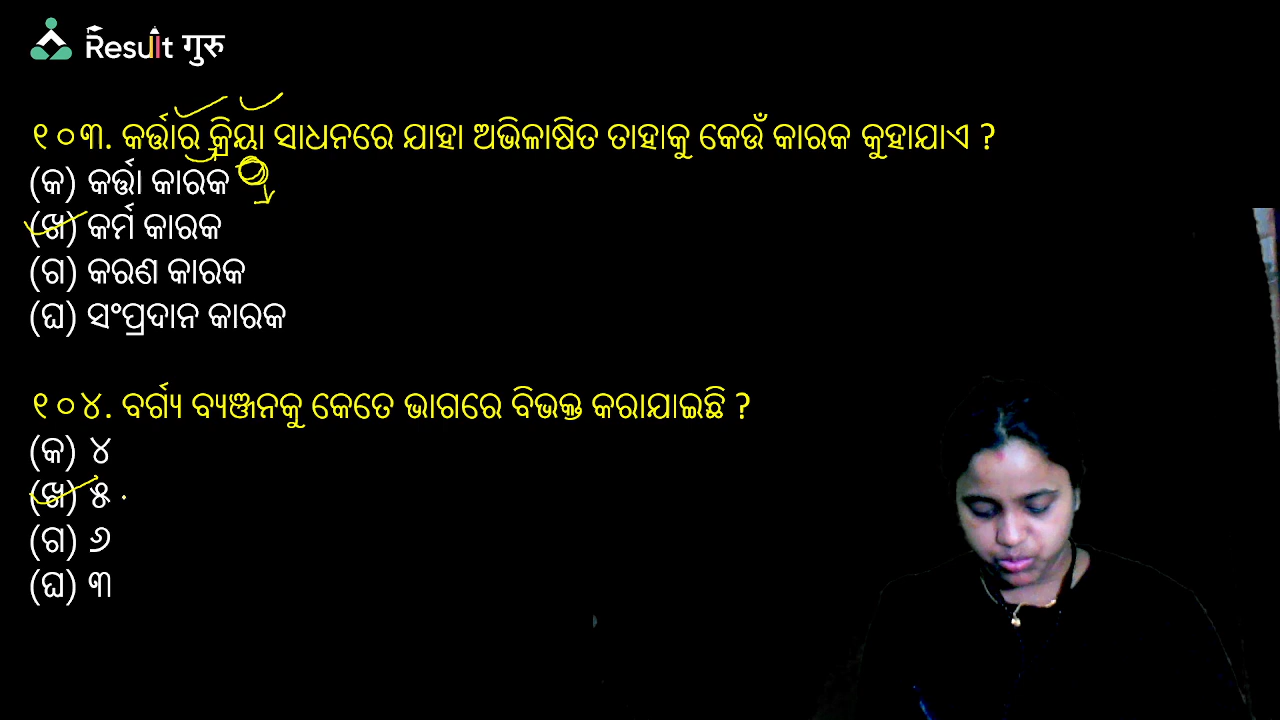 Result गुरु
୧୦୩. କର୍ତ୍ତାର କ୍ରିୟା ସାଧନରେ ଯାହା ଅଭିଳାଷିତ ତାହାକୁ କେଉଁ କାରକ କୁହାଯାଏ ?
(କ) କର୍ତ୍ତା କାରକ
(ଖ) କର୍ମ କାରକ
(ଗ) କରଣ କାରକ
(ଘ) ସଂପ୍ରଦାନ କାରକ
୧୦୪. ବର୍ଗ୍ୟ ବ୍ୟଞ୍ଜନକୁ କେତେ ଭାଗରେ ବିଭକ୍ତ କରାଯାଇଛି ?
(କ) ୪
(ଖ) ୫
(ଗ) ୬
(ଘ) ୩